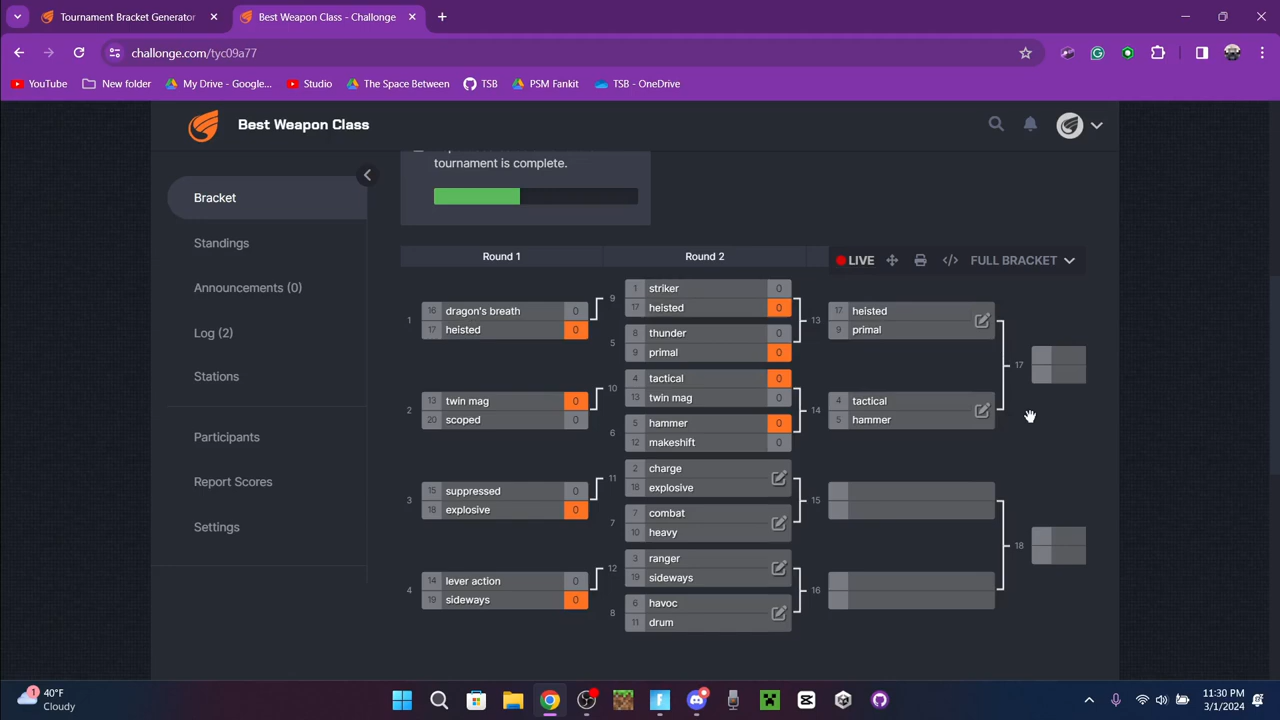 Tournament Bracket Generator
Best Weapon Class - Challonge
challonge.com/tyc09a77
YouTube
New folder
My Drive - Google...
Studio
The Space Between
TSB
PSM Fankit
TSB - OneDrive
Best Weapon Class
tournament is complete.
Bracket
Standings
Announcements (0)
Log (2)
Stations
Participants
Report Scores
Settings
Round 1
Round 2
LIVE
FULL BRACKET
1
16 dragon's breath 0
17 heisted 0
2
13 twin mag 0
20 scoped 0
3
15 suppressed 0
18 explosive 0
4
14 lever action 0
19 sideways 0
9
1 striker 0
17 heisted 0
5
8 thunder 0
9 primal 0
10
4 tactical 0
13 twin mag 0
6
5 hammer 0
12 makeshift 0
11
2 charge
18 explosive
7
7 combat
10 heavy
12
3 ranger
19 sideways
8
6 havoc
11 drum
13
17 heisted
9 primal
14
4 tactical
5 hammer
15
16
17
18
1
40°F
Cloudy
11:30 PM
3/1/2024